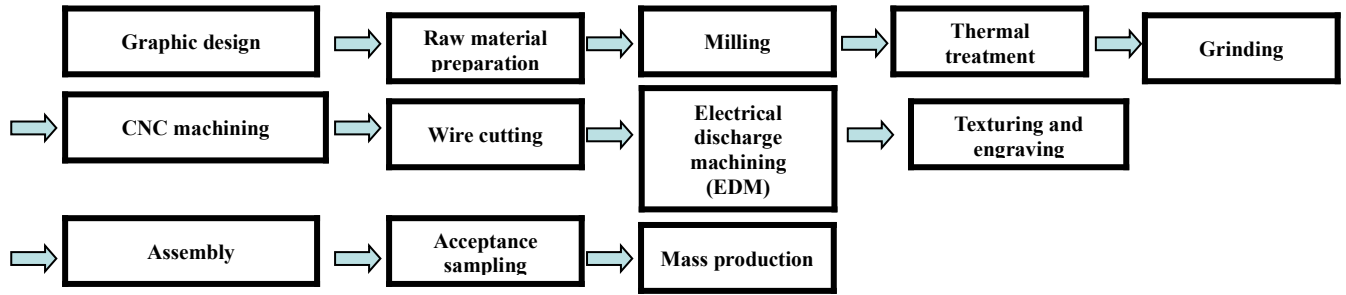 Graphic design
Raw material
preparation
Milling
Thermal
treatment
Grinding
CNC machining
Wire cutting
Electrical
discharge
machining
(EDM)
Texturing and
engraving
Assembly
Acceptance
sampling
Mass production